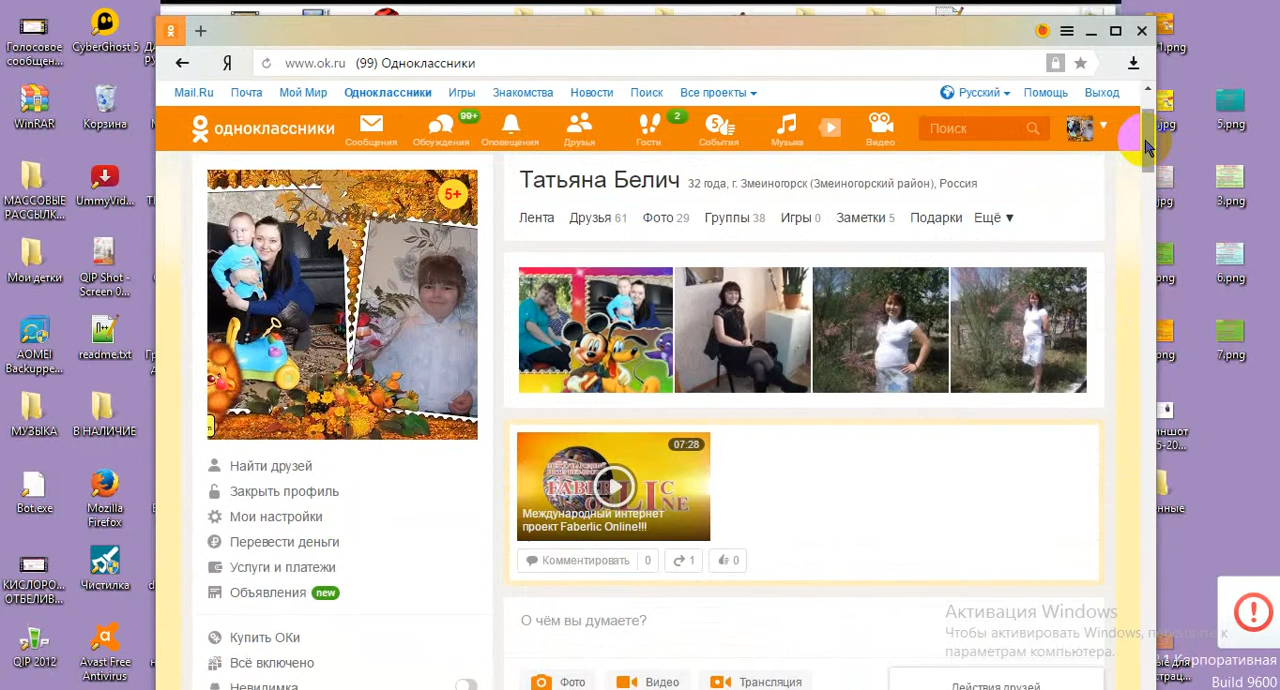 www.ok.ru (99) Одноклассники
Mail.Ru Почта Мой Мир Одноклассники Игры Знакомства Новости Поиск Все проекты Русский Помощь Выход
одноклассники Сообщения 99+ Обсуждения Оповещения Друзья 2 Гости 5 События Музыка Видео Поиск
Татьяна Белич 32 года, г. Змеиногорск (Змеиногорский район), Россия
Лента Друзья 61 Фото 29 Группы 38 Игры 0 Заметки 5 Подарки Ещё
5+
Золотая
07:28
FABERLIC
Международный интернет
проект Faberlic Online!!!
Комментировать 0 1 0
О чём вы думаете?
Фото Видео Трансляция
Действия друзей
Найти друзей
Закрыть профиль
Мои настройки
Перевести деньги
Услуги и платежи
Объявления new
Купить ОКи
Всё включено
Невидимка
Голосовое
сообщен...
CyberGhost 5
WinRAR
Корзина
МАССОВЫЕ
РАССЫЛК...
UmmyVid...
Мои детки
QIP Shot -
Screen 0...
AOMEI
Backuppe...
readme.txt
МУЗЫКА
В НАЛИЧИЕ
Bot.exe
Mozilla
Firefox
КИСЛОРО...
ОТБЕЛИВ...
Чистилка
QIP 2012
Avast Free
Antivirus
1.png
5.png
3.png
6.png
7.png
Активация Windows
Чтобы активировать Windows, перейдите к
параметрам компьютера.
8.1 Корпоративная
Build 9600